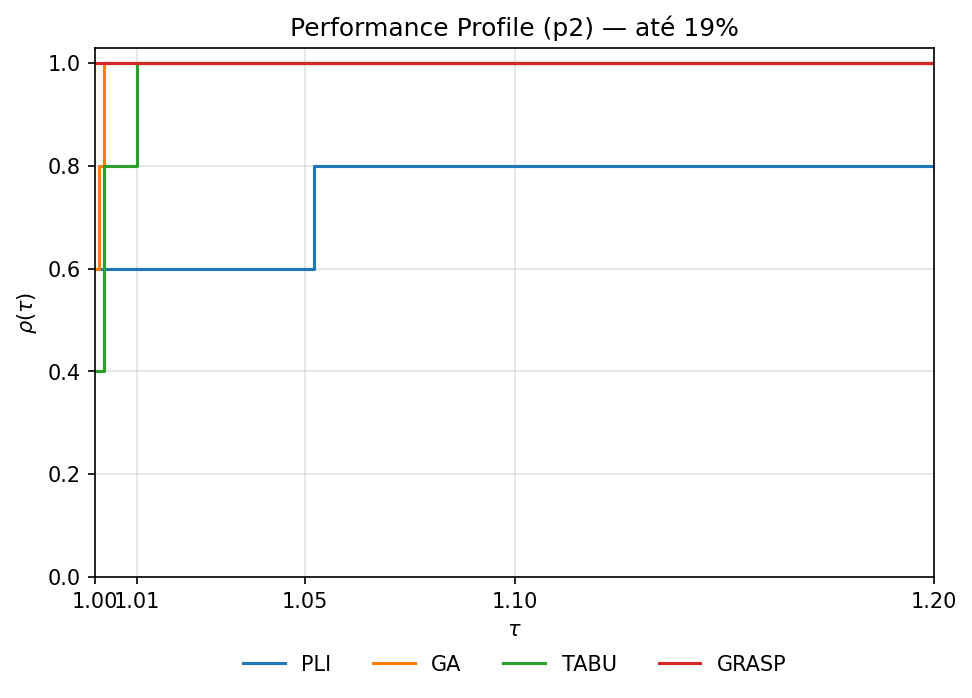 Performance Profile (p2) — até 19%
1.0
0.8
0.6
0.4
0.2
0.0
ρ(τ)
1.00 1.01 1.05 1.10 1.20
τ
PLI GA TABU GRASP